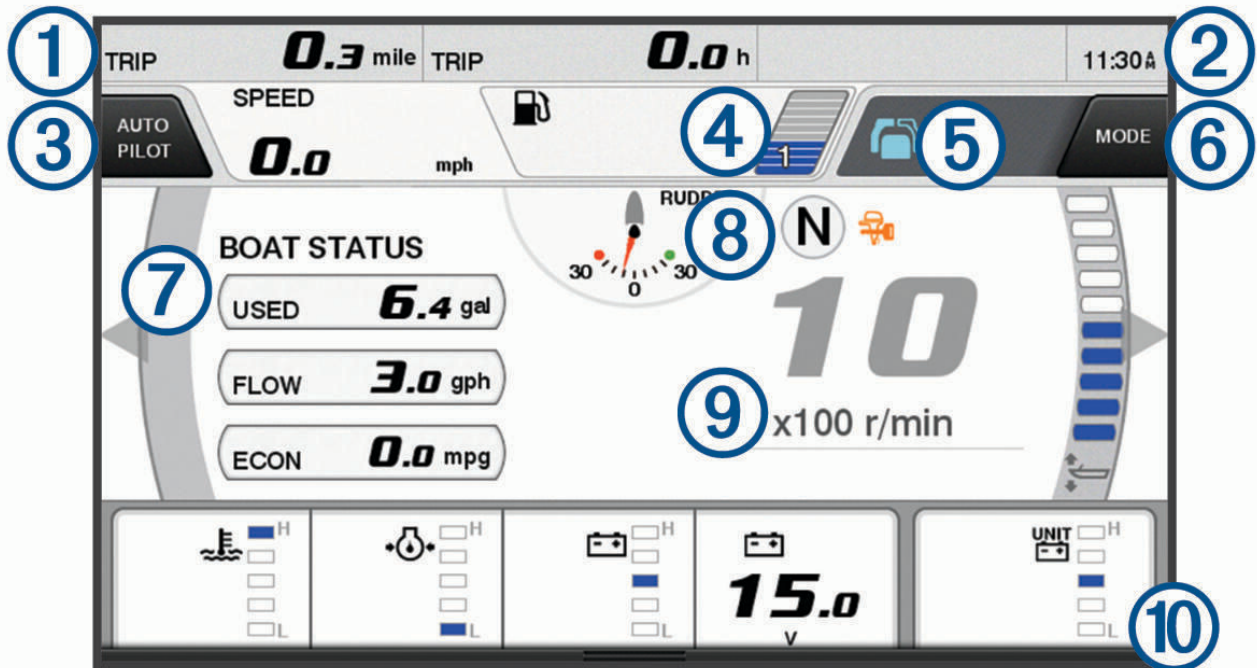 ① TRIP 0.3 mile TRIP 0.0 h 11:30A ②
③ AUTO PILOT SPEED 0.0 mph ④ 1 ⑤ MODE ⑥
⑦ BOAT STATUS
USED 6.4 gal
FLOW 3.0 gph
ECON 0.0 mpg
30 0 30
⑧ N
10
⑨ x100 r/min
H L
H L
H L
15.0
V
UNIT
H L
⑩